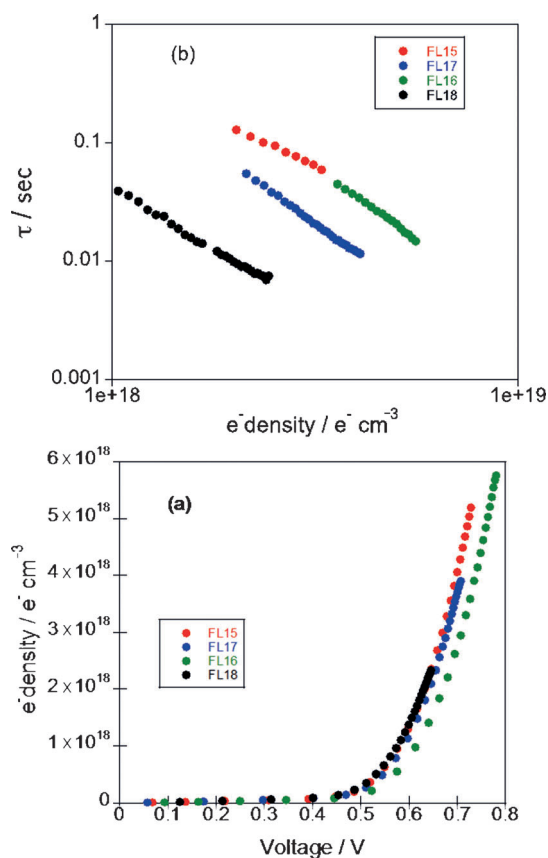 1
(b)
FL15
FL17
FL16
FL18
0.1
τ / sec
0.01
0.001
1e+18
1e+19
e⁻density / e⁻ cm⁻³
6 × 10¹⁸
(a)
5 × 10¹⁸
4 × 10¹⁸
e⁻density / e⁻ cm⁻³
3 × 10¹⁸
FL15
FL17
FL16
FL18
2 × 10¹⁸
1 × 10¹⁸
0
0 0.1 0.2 0.3 0.4 0.5 0.6 0.7 0.8
Voltage / V